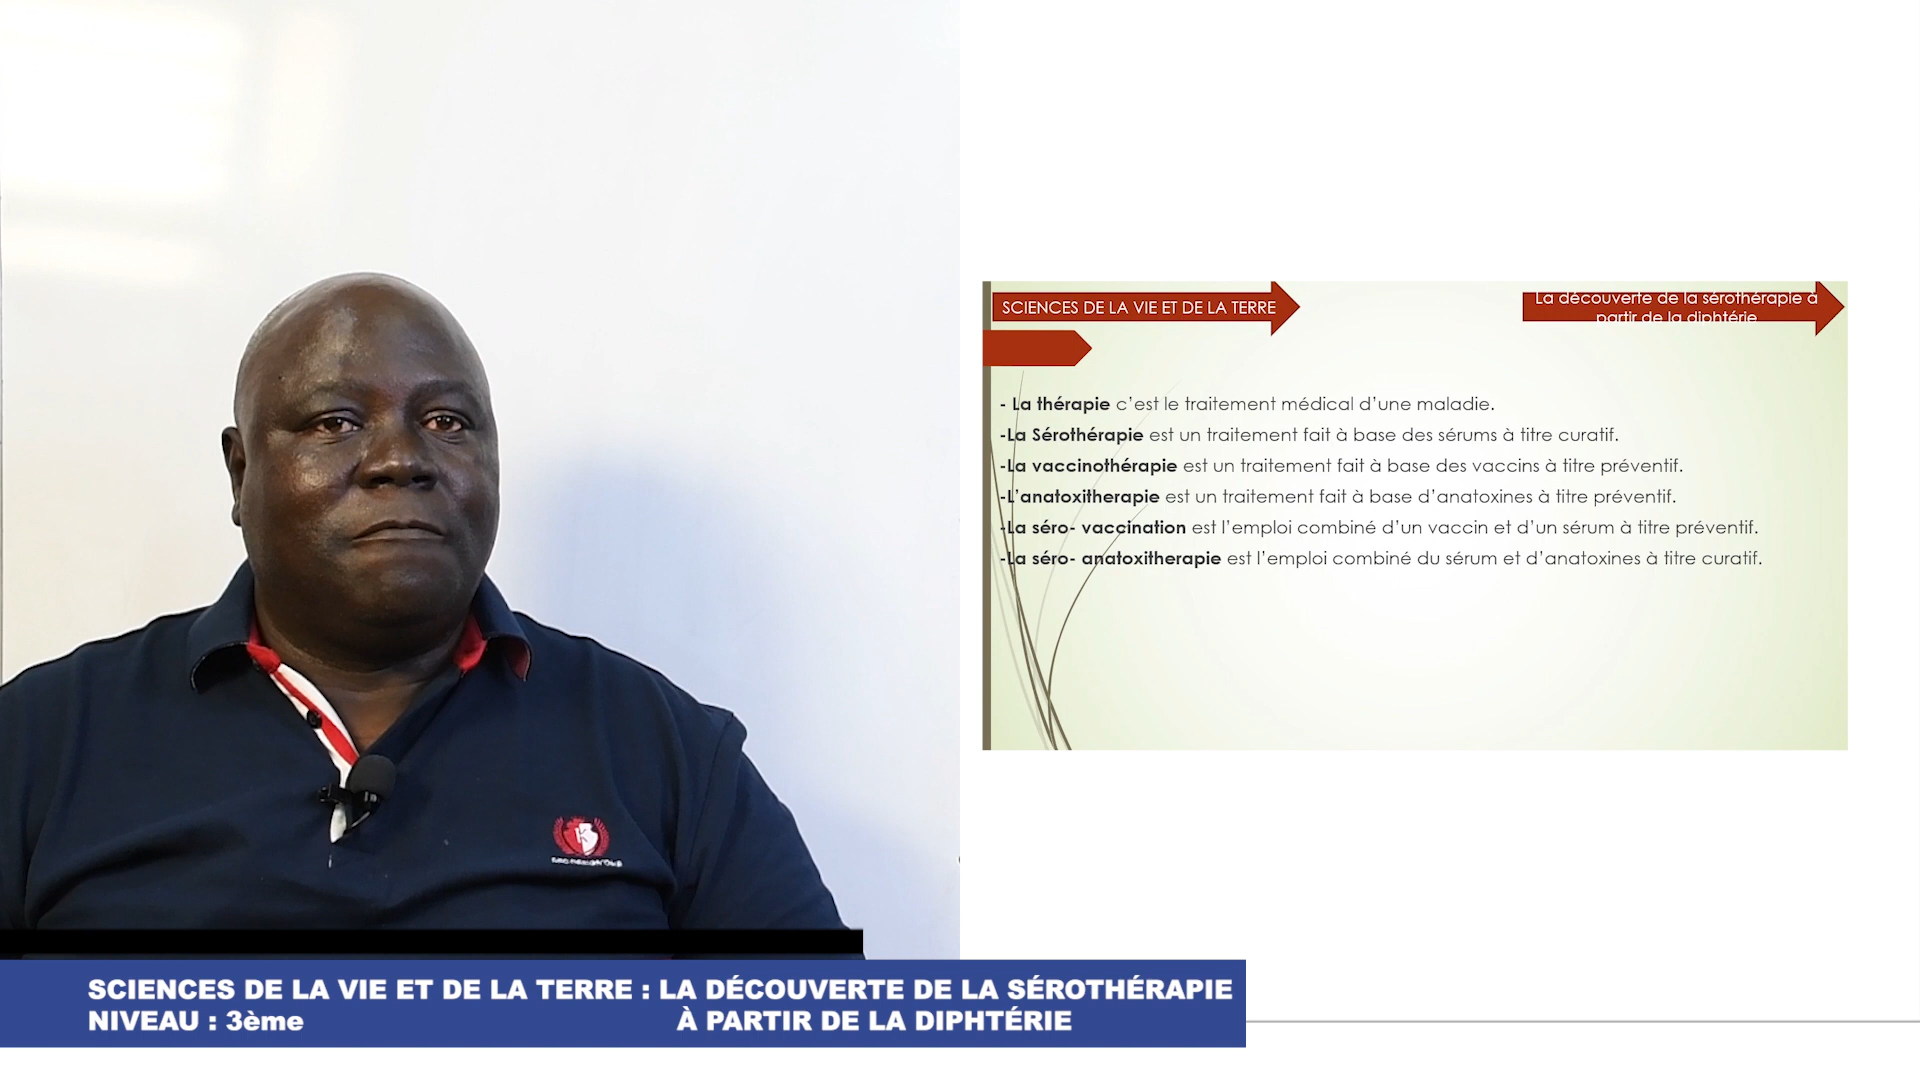 SCIENCES DE LA VIE ET DE LA TERRE
La découverte de la sérothérapie à
partir de la diphtérie
- La thérapie c’est le traitement médical d’une maladie.
-La Sérothérapie est un traitement fait à base des sérums à titre curatif.
-La vaccinothérapie est un traitement fait à base des vaccins à titre préventif.
-L’anatoxitherapie est un traitement fait à base d’anatoxines à titre préventif.
-La séro- vaccination est l’emploi combiné d’un vaccin et d’un sérum à titre préventif.
-La séro- anatoxitherapie est l’emploi combiné du sérum et d’anatoxines à titre curatif.
SCIENCES DE LA VIE ET DE LA TERRE : LA DÉCOUVERTE DE LA SÉROTHÉRAPIE
NIVEAU : 3ème À PARTIR DE LA DIPHTÉRIE